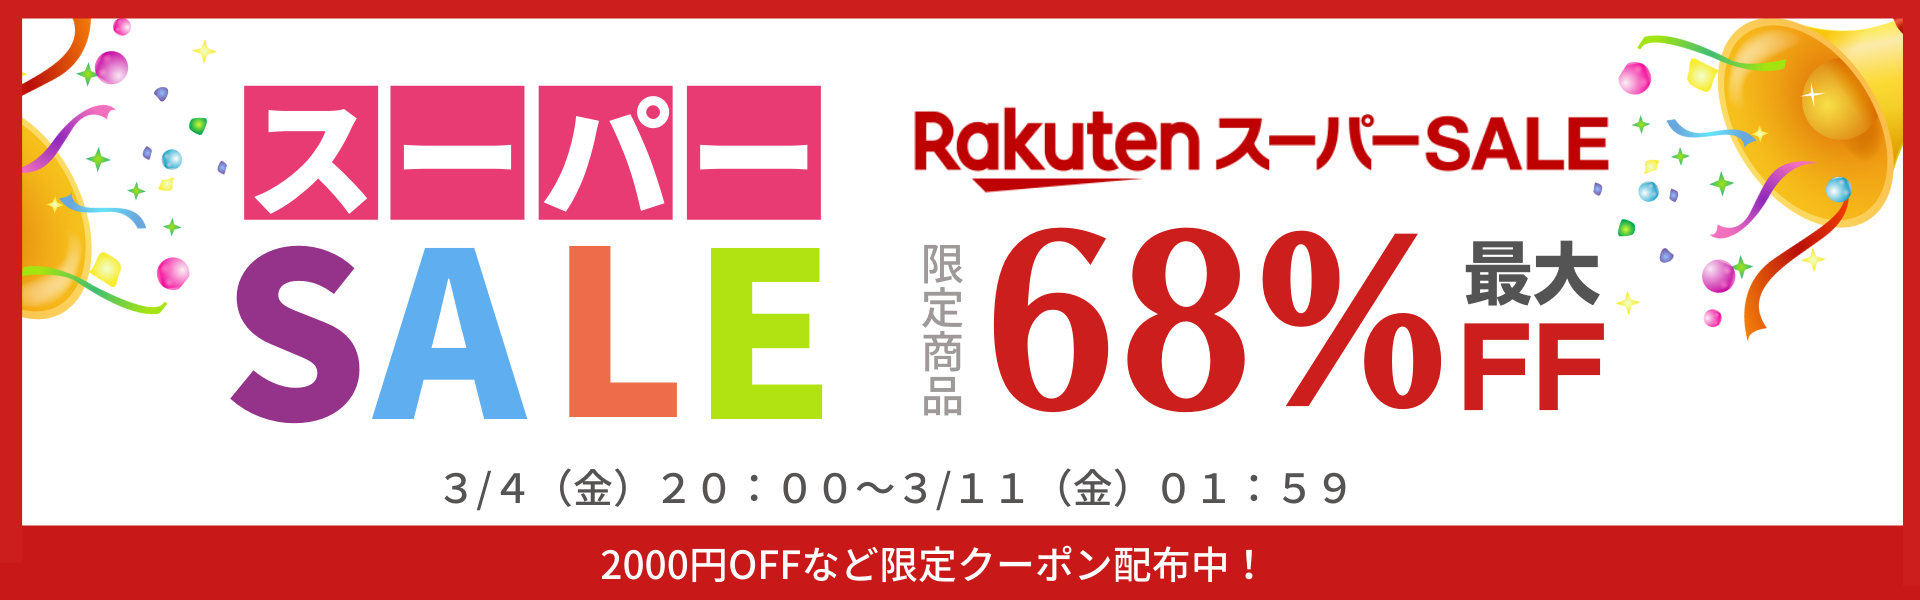 スーパー
SALE
Rakuten スーパーSALE
限定商品
68%
最大
FF
３/４（金）２０：００～３/１１（金）０１：５９
2000円OFFなど限定クーポン配布中！